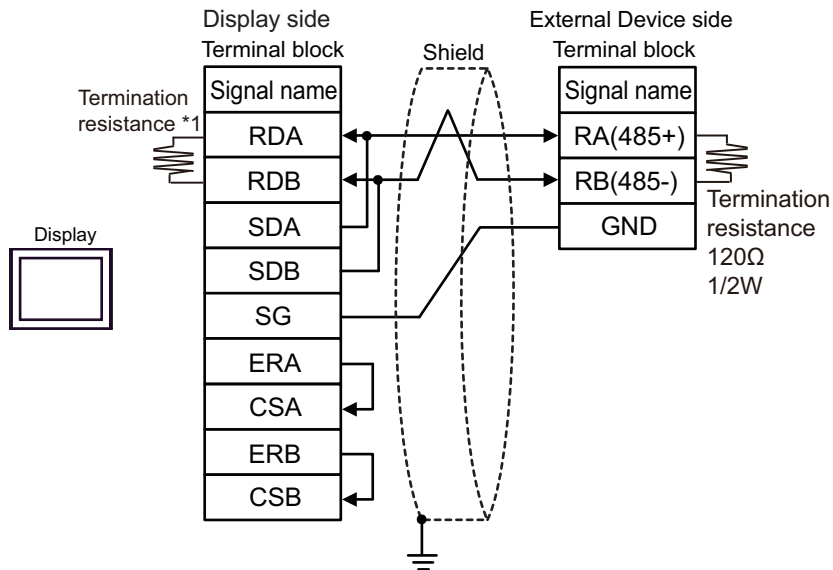 Display side
Terminal block
Signal name
RDA
RDB
SDA
SDB
SG
ERA
CSA
ERB
CSB
Termination
resistance *1
Display
Shield
External Device side
Terminal block
Signal name
RA(485+)
RB(485-)
GND
Termination
resistance
120Ω
1/2W